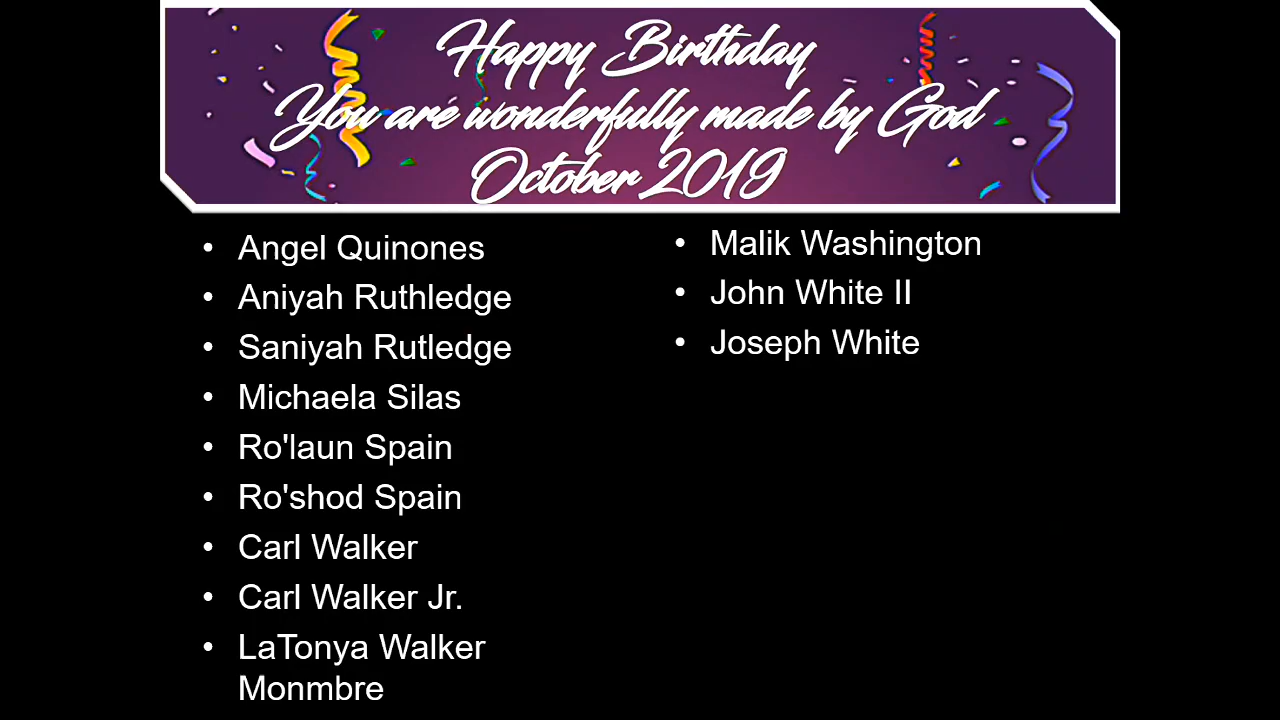 Happy Birthday
You are wonderfully made by God
October 2019
• Angel Quinones
• Aniyah Ruthledge
• Saniyah Rutledge
• Michaela Silas
• Ro'laun Spain
• Ro'shod Spain
• Carl Walker
• Carl Walker Jr.
• LaTonya Walker
Monmbre
• Malik Washington
• John White II
• Joseph White